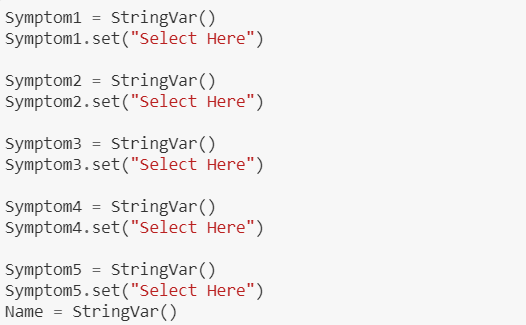 Symptom1 = StringVar()
Symptom1.set("Select Here")
Symptom2 = StringVar()
Symptom2.set("Select Here")
Symptom3 = StringVar()
Symptom3.set("Select Here")
Symptom4 = StringVar()
Symptom4.set("Select Here")
Symptom5 = StringVar()
Symptom5.set("Select Here")
Name = StringVar()